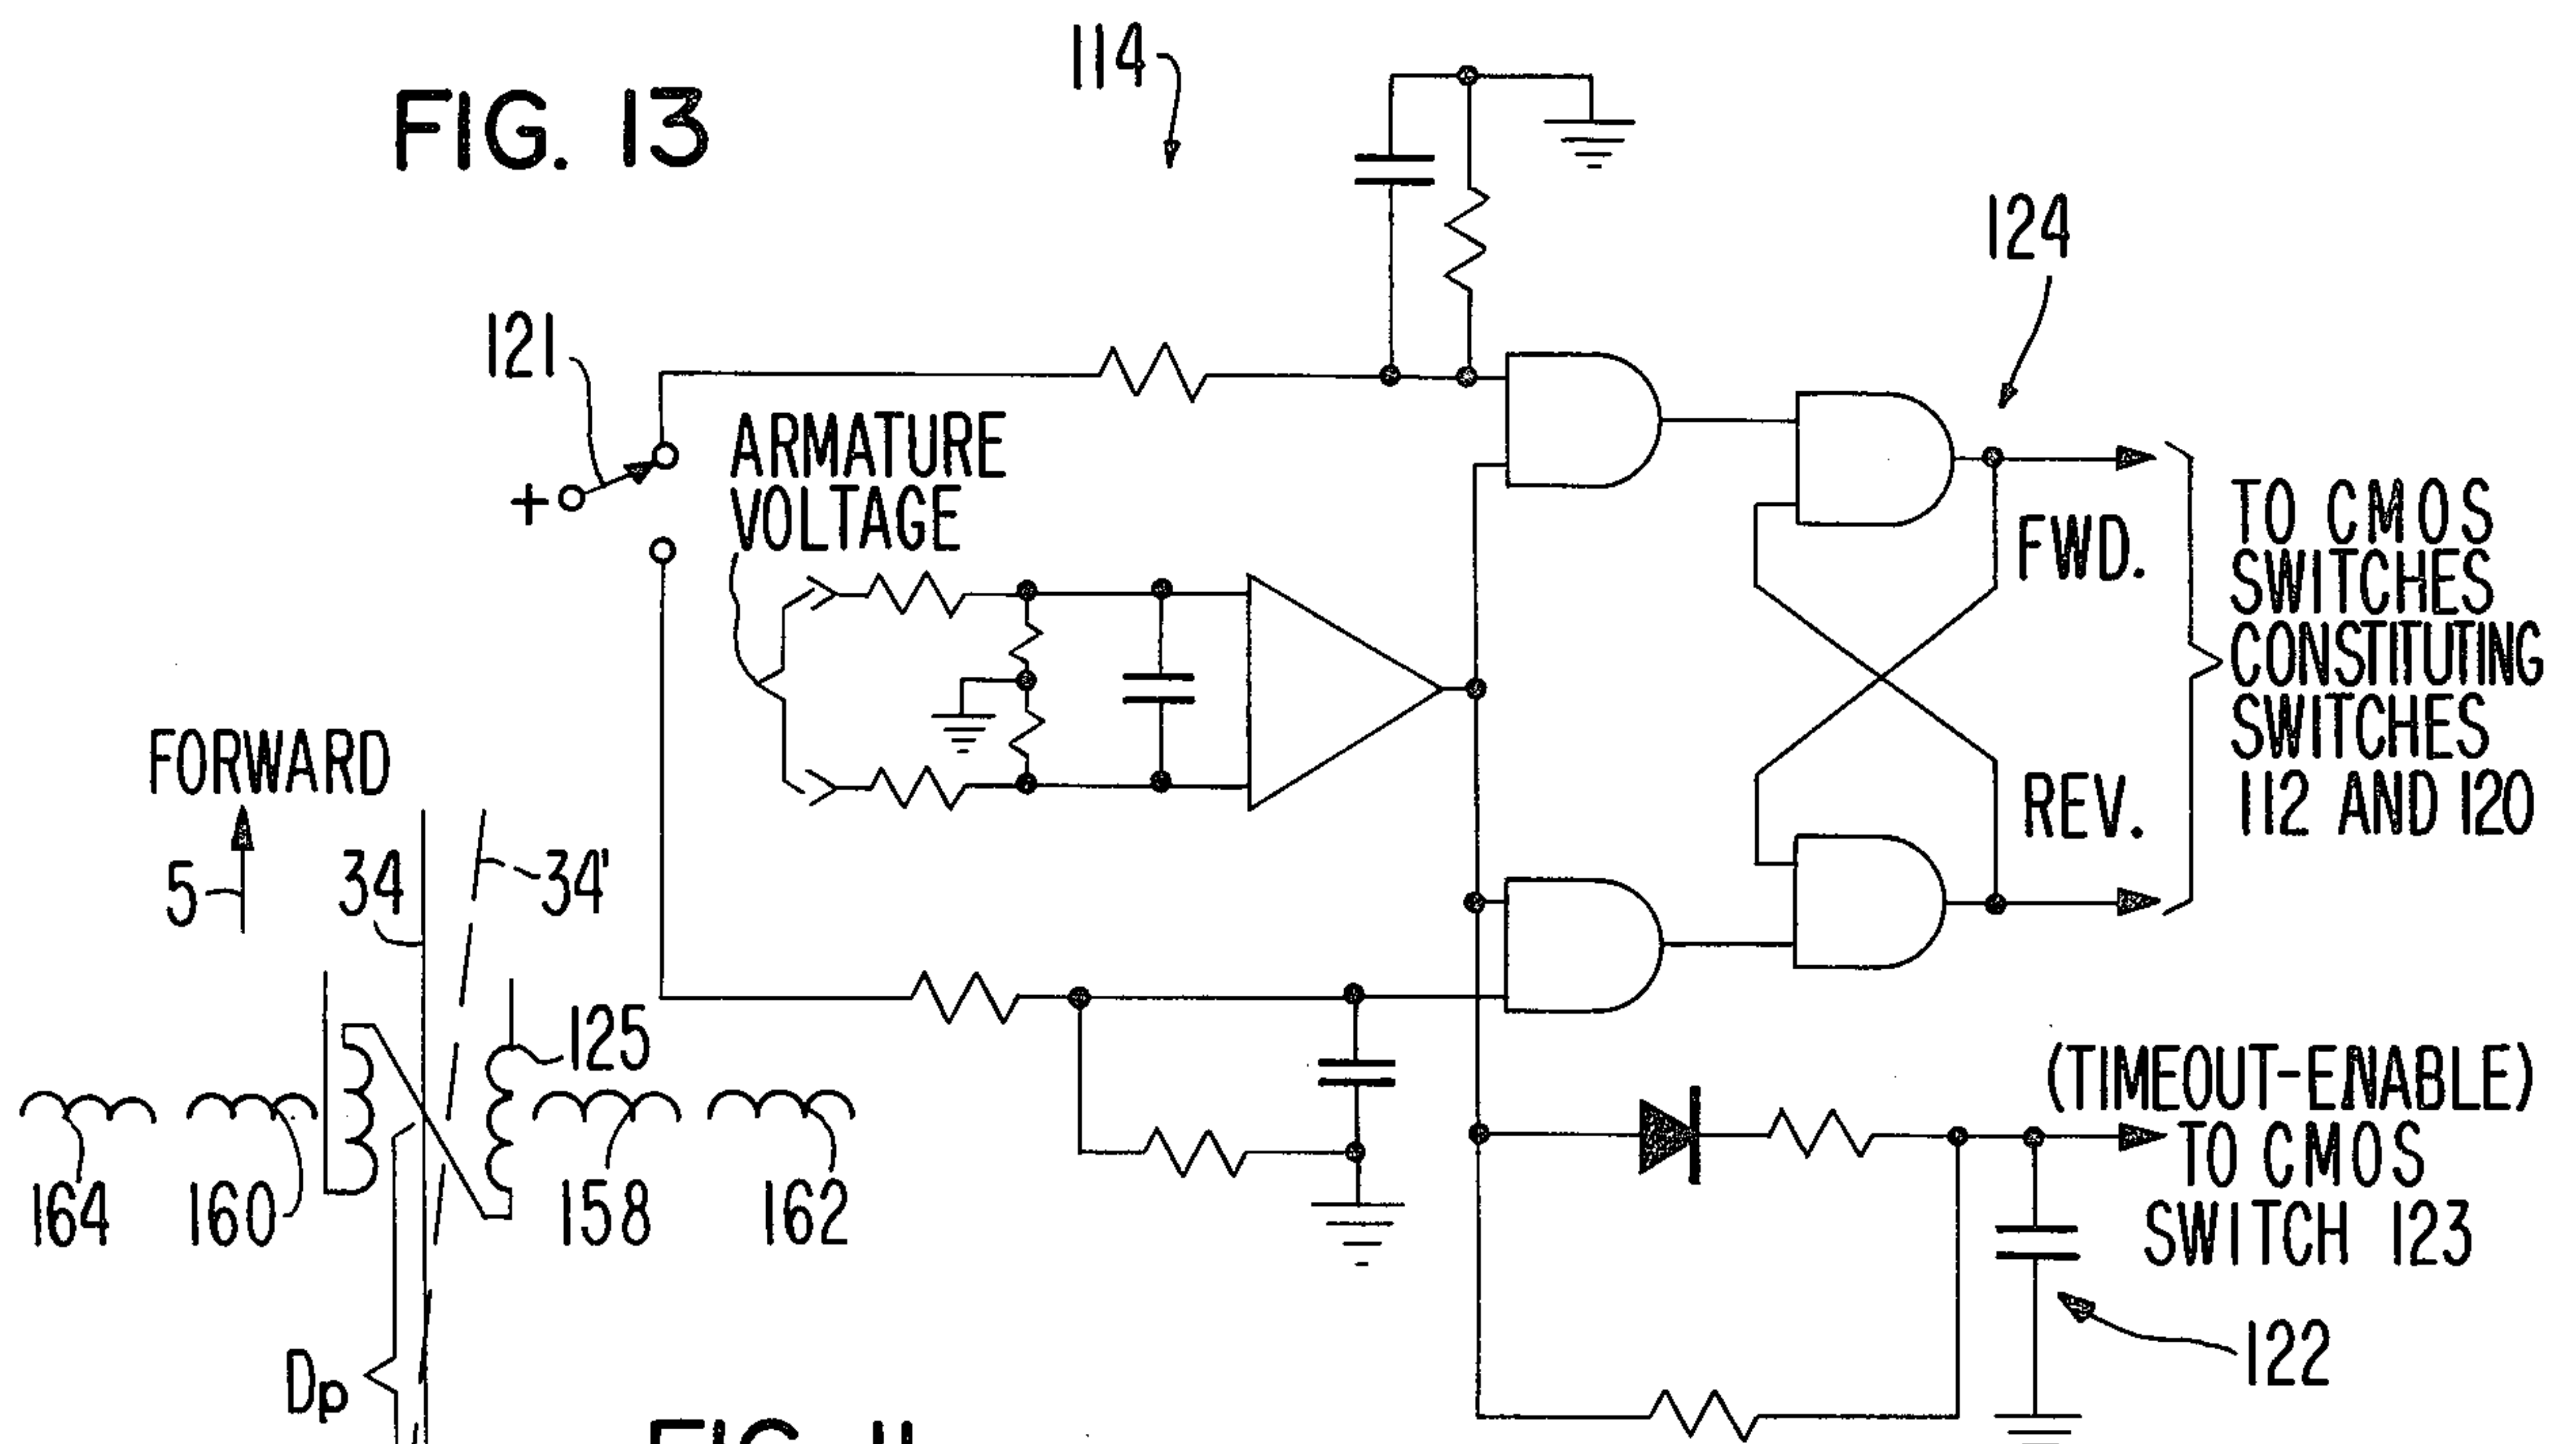 FIG. 13
114
124
121
+
ARMATURE
VOLTAGE
FWD.
REV.
TO CMOS
SWITCHES
CONSTITUTING
SWITCHES
112 AND 120
FORWARD
5
34
34'
125
164
160
158
162
Dp
(TIMEOUT-ENABLE)
TO CMOS
SWITCH 123
122